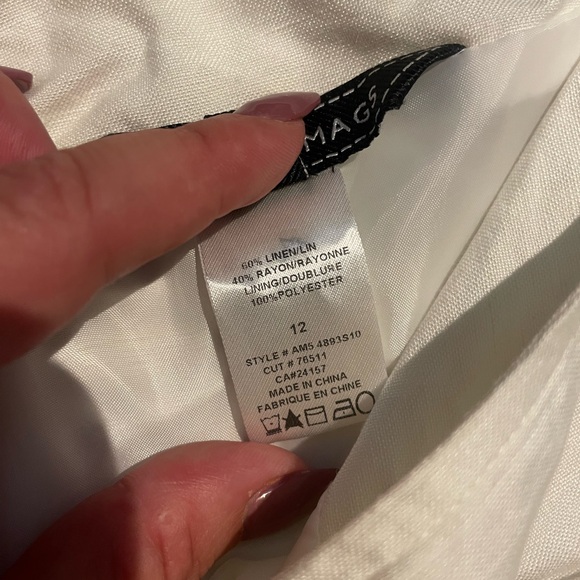 MAGS
60% LINEN/LIN
40% RAYON/RAYONNE
LINING/DOUBLURE
100%POLYESTER
12
STYLE # AM5 4893S10
CUT # 76511
CA#24157
MADE IN CHINA
FABRIQUE EN CHINE